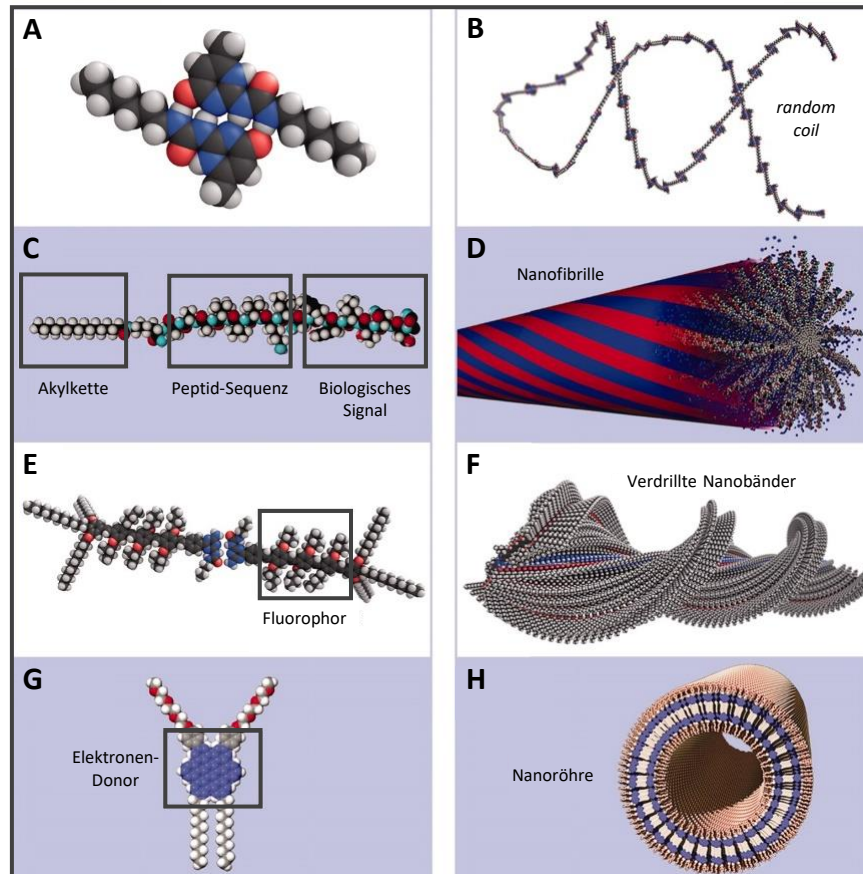 A
B
random
coil
C
Akylkette
Peptid-Sequenz
Biologisches
Signal
D
Nanofibrille
E
Fluorophor
F
Verdrillte Nanobänder
G
Elektronen-
Donor
H
Nanoröhre